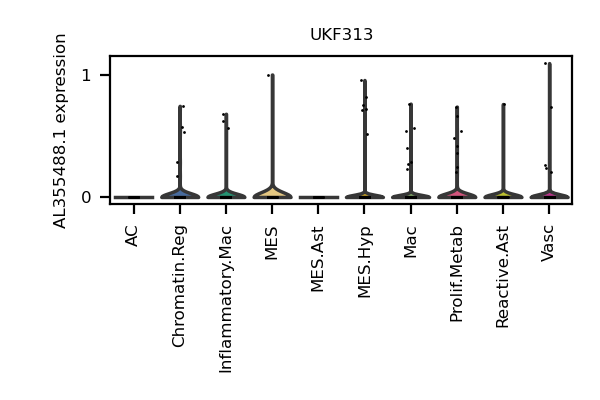 UKF313
AL355488.1 expression
1
0
AC
Chromatin.Reg
Inflammatory.Mac
MES
MES.Ast
MES.Hyp
Mac
Prolif.Metab
Reactive.Ast
Vasc